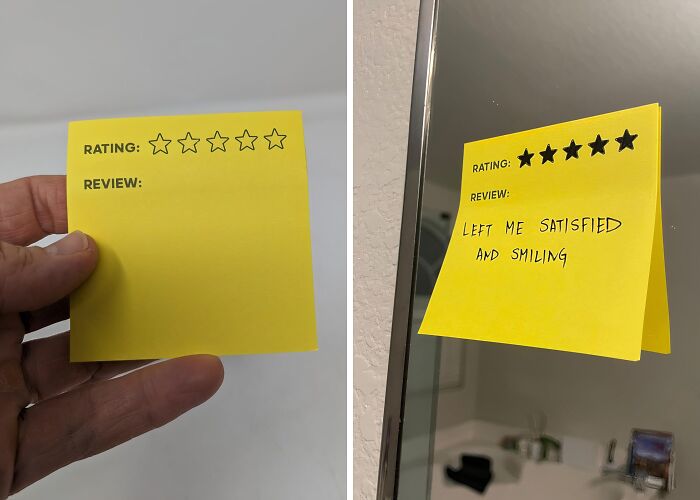 RATING: ☆☆☆☆☆
REVIEW:
RATING: ★★★★★
REVIEW:
LEFT ME SATISFIED
AND SMILING